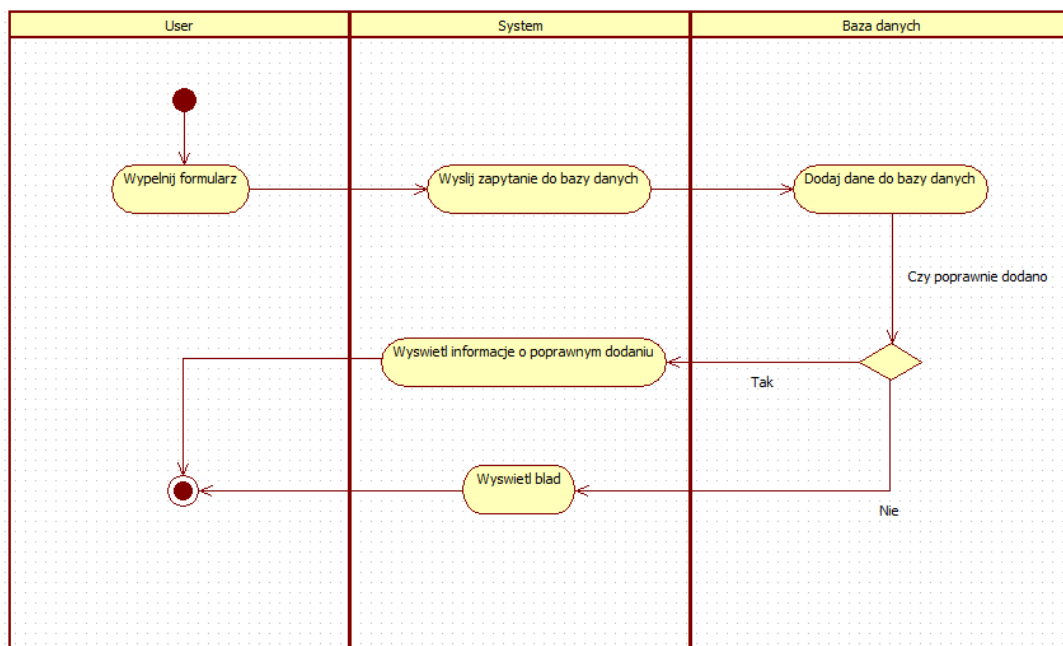 User
System
Baza danych
Wypelnij formularz
Wyslij zapytanie do bazy danych
Dodaj dane do bazy danych
Czy poprawnie dodano
Wyswietl informacje o poprawnym dodaniu
Tak
Wyswietl blad
Nie